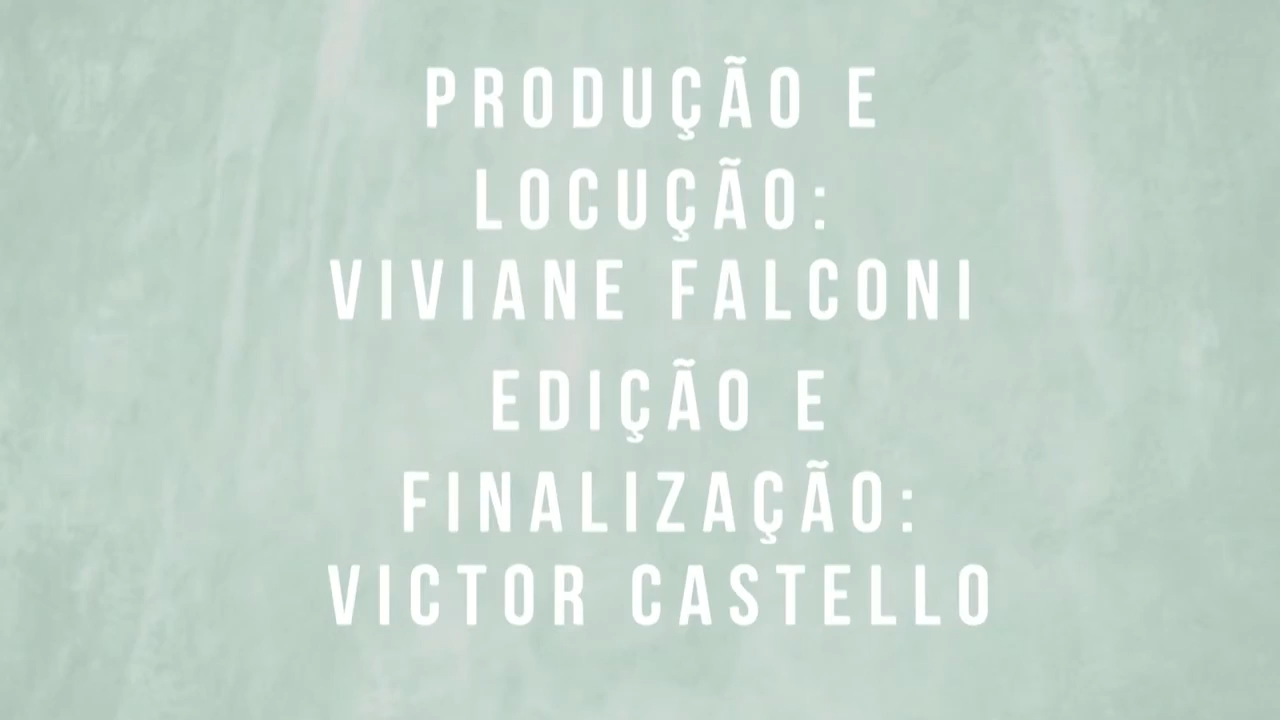 PRODUÇÃO E
LOCUÇÃO:
VIVIANE FALCONI
EDIÇÃO E
FINALIZAÇÃO:
VICTOR CASTELLO